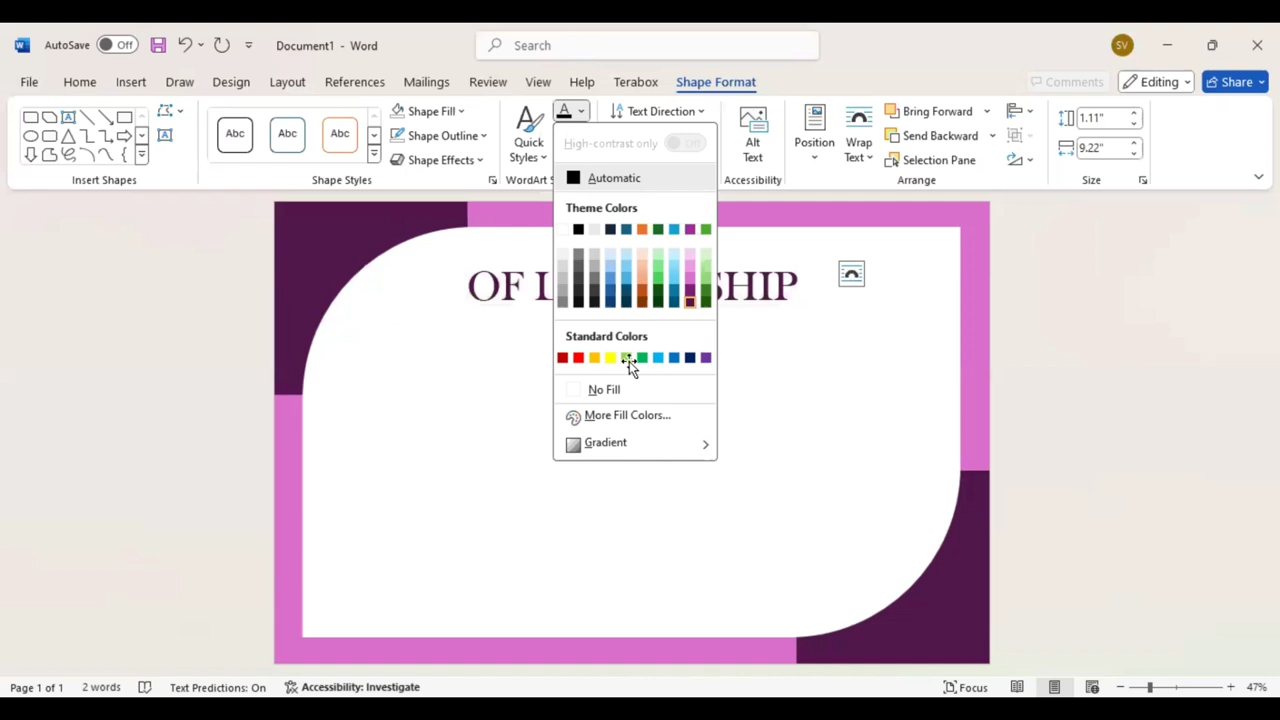 AutoSave Off Document1 - Word Search SV
File Home Insert Draw Design Layout References Mailings Review View Help Terabox Shape Format Comments Editing Share
Abc Abc Abc
Shape Fill
Shape Outline
Shape Effects
Quick Styles
A
Text Direction
Alt Text
Position
Wrap Text
Bring Forward
Send Backward
Selection Pane
1.11"
9.22"
Insert Shapes Shape Styles WordArt S Accessibility Arrange Size
High-contrast only Off
Automatic
Theme Colors
Standard Colors
No Fill
More Fill Colors...
Gradient
OF L SHIP
Page 1 of 1 2 words Text Predictions: On Accessibility: Investigate Focus 47%